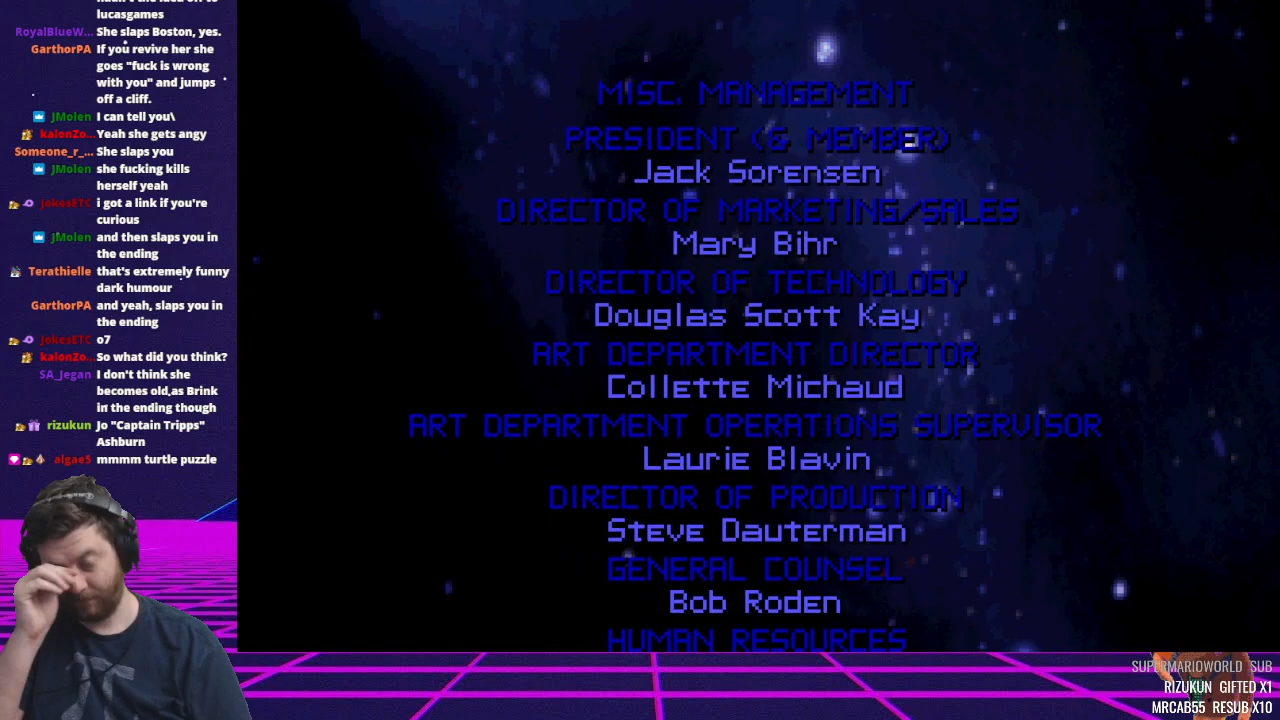 lucasgames
RoyalBlueW... She slaps Boston, yes.
GarthorPA If you revive her she
goes "fuck is wrong
with you" and jumps
off a cliff.
JMolen I can tell you\
kalonZo... Yeah she gets angy
Someone_r_... She slaps you
JMolen she fucking kills
herself yeah
JokesETC i got a link if you're
curious
JMolen and then slaps you in
the ending
Terathielle that's extremely funny
dark humour
GarthorPA and yeah, slaps you in
the ending
JokesETC o7
kalonZo... So what did you think?
SA_Jegan I don't think she
becomes old,as Brink
in the ending though
rizukun Jo "Captain Tripps"
Ashburn
algae5 mmmm turtle puzzle
MISC. MANAGEMENT
PRESIDENT (& MEMBER)
Jack Sorensen
DIRECTOR OF MARKETING/SALES
Mary Bihr
DIRECTOR OF TECHNOLOGY
Douglas Scott Kay
ART DEPARTMENT DIRECTOR
Collette Michaud
ART DEPARTMENT OPERATIONS SUPERVISOR
Laurie Blavin
DIRECTOR OF PRODUCTION
Steve Dauterman
GENERAL COUNSEL
Bob Roden
HUMAN RESOURCES
SUPERMARIOWORLD SUB
RIZUKUN GIFTED X1
MRCAB55 RESUB X10